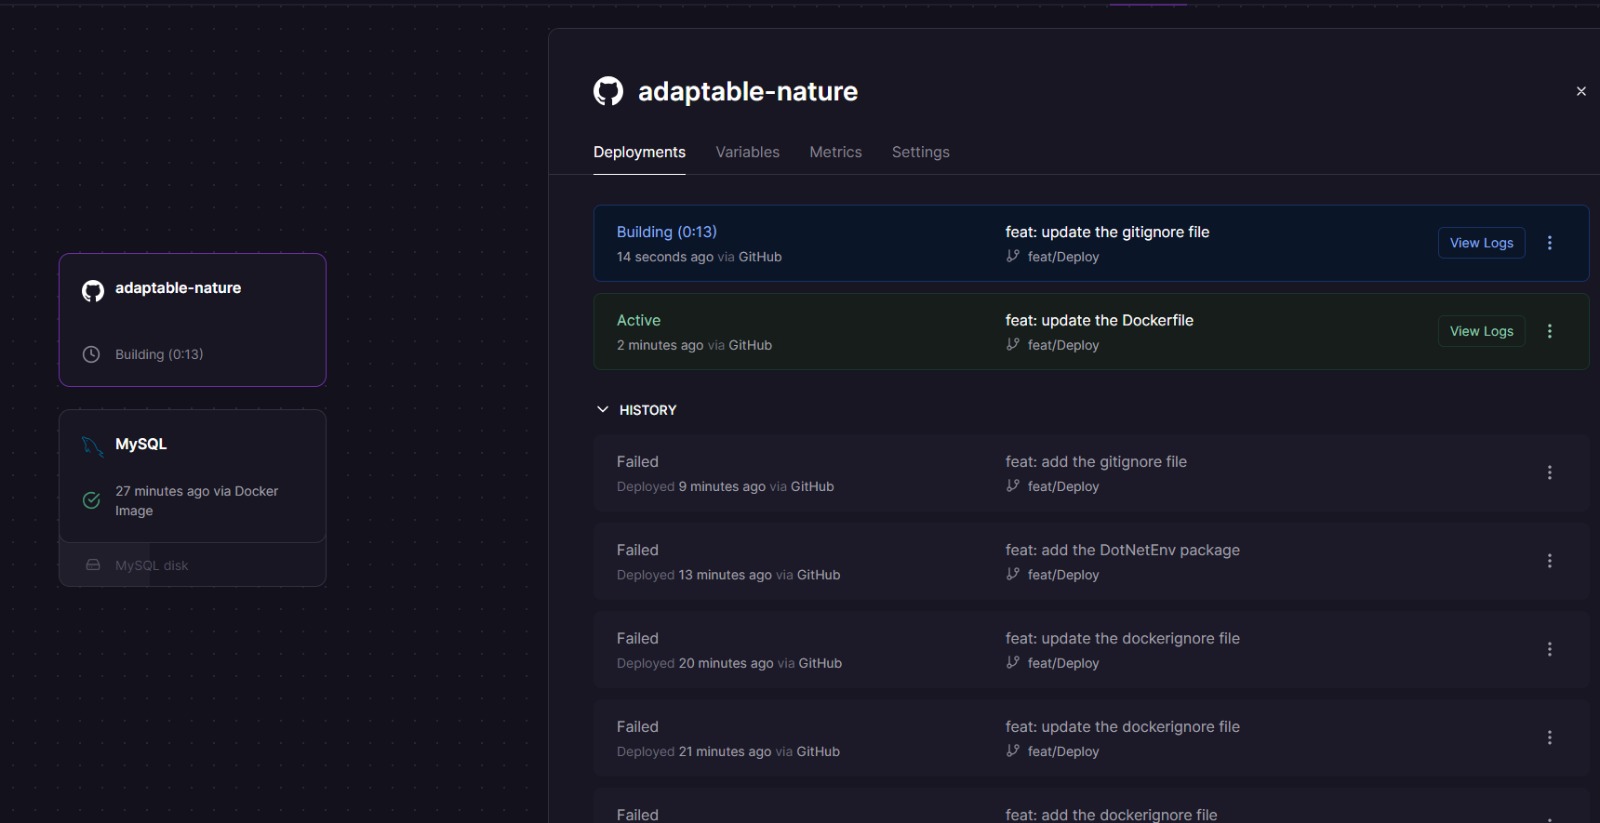 adaptable-nature
Building (0:13)
MySQL
27 minutes ago via Docker
Image
MySQL disk
adaptable-nature
Deployments Variables Metrics Settings
Building (0:13)
14 seconds ago via GitHub
feat: update the gitignore file
feat/Deploy
View Logs
Active
2 minutes ago via GitHub
feat: update the Dockerfile
feat/Deploy
View Logs
HISTORY
Failed
Deployed 9 minutes ago via GitHub
feat: add the gitignore file
feat/Deploy
Failed
Deployed 13 minutes ago via GitHub
feat: add the DotNetEnv package
feat/Deploy
Failed
Deployed 20 minutes ago via GitHub
feat: update the dockerignore file
feat/Deploy
Failed
Deployed 21 minutes ago via GitHub
feat: update the dockerignore file
feat/Deploy
Failed
feat: add the dockerignore file